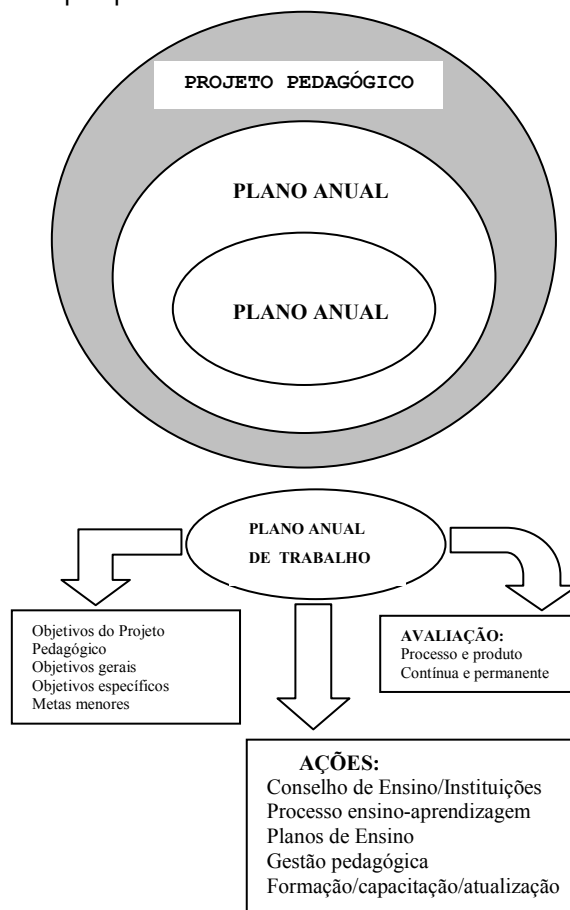 PROJETO PEDAGÓGICO
PLANO ANUAL
PLANO ANUAL
PLANO ANUAL
DE TRABALHO
Objetivos do Projeto
Pedagógico
Objetivos gerais
Objetivos específicos
Metas menores
AVALIAÇÃO:
Processo e produto
Contínua e permanente
AÇÕES:
Conselho de Ensino/Instituições
Processo ensino-aprendizagem
Planos de Ensino
Gestão pedagógica
Formação/capacitação/atualização